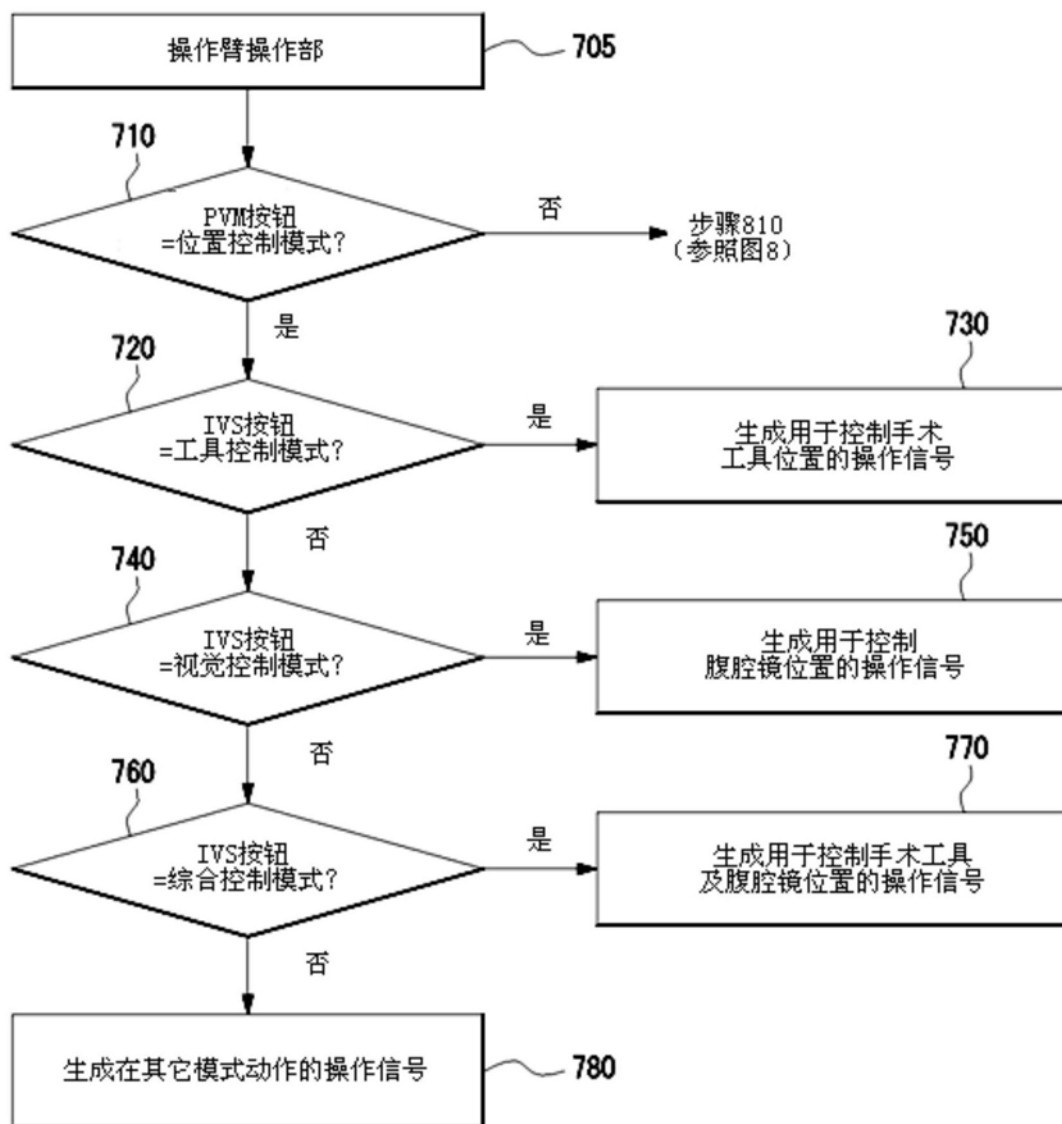 操作臂操作部
705
710
PVM按钮
=位置控制模式？
否
步骤810
（参照图8）
是
720
IVS按钮
=工具控制模式？
是
730
生成用于控制手术
工具位置的操作信号
否
740
IVS按钮
=视觉控制模式？
是
750
生成用于控制
腹腔镜位置的操作信号
否
760
IVS按钮
=综合控制模式？
是
770
生成用于控制手术工具
及腹腔镜位置的操作信号
否
生成在其它模式动作的操作信号
780